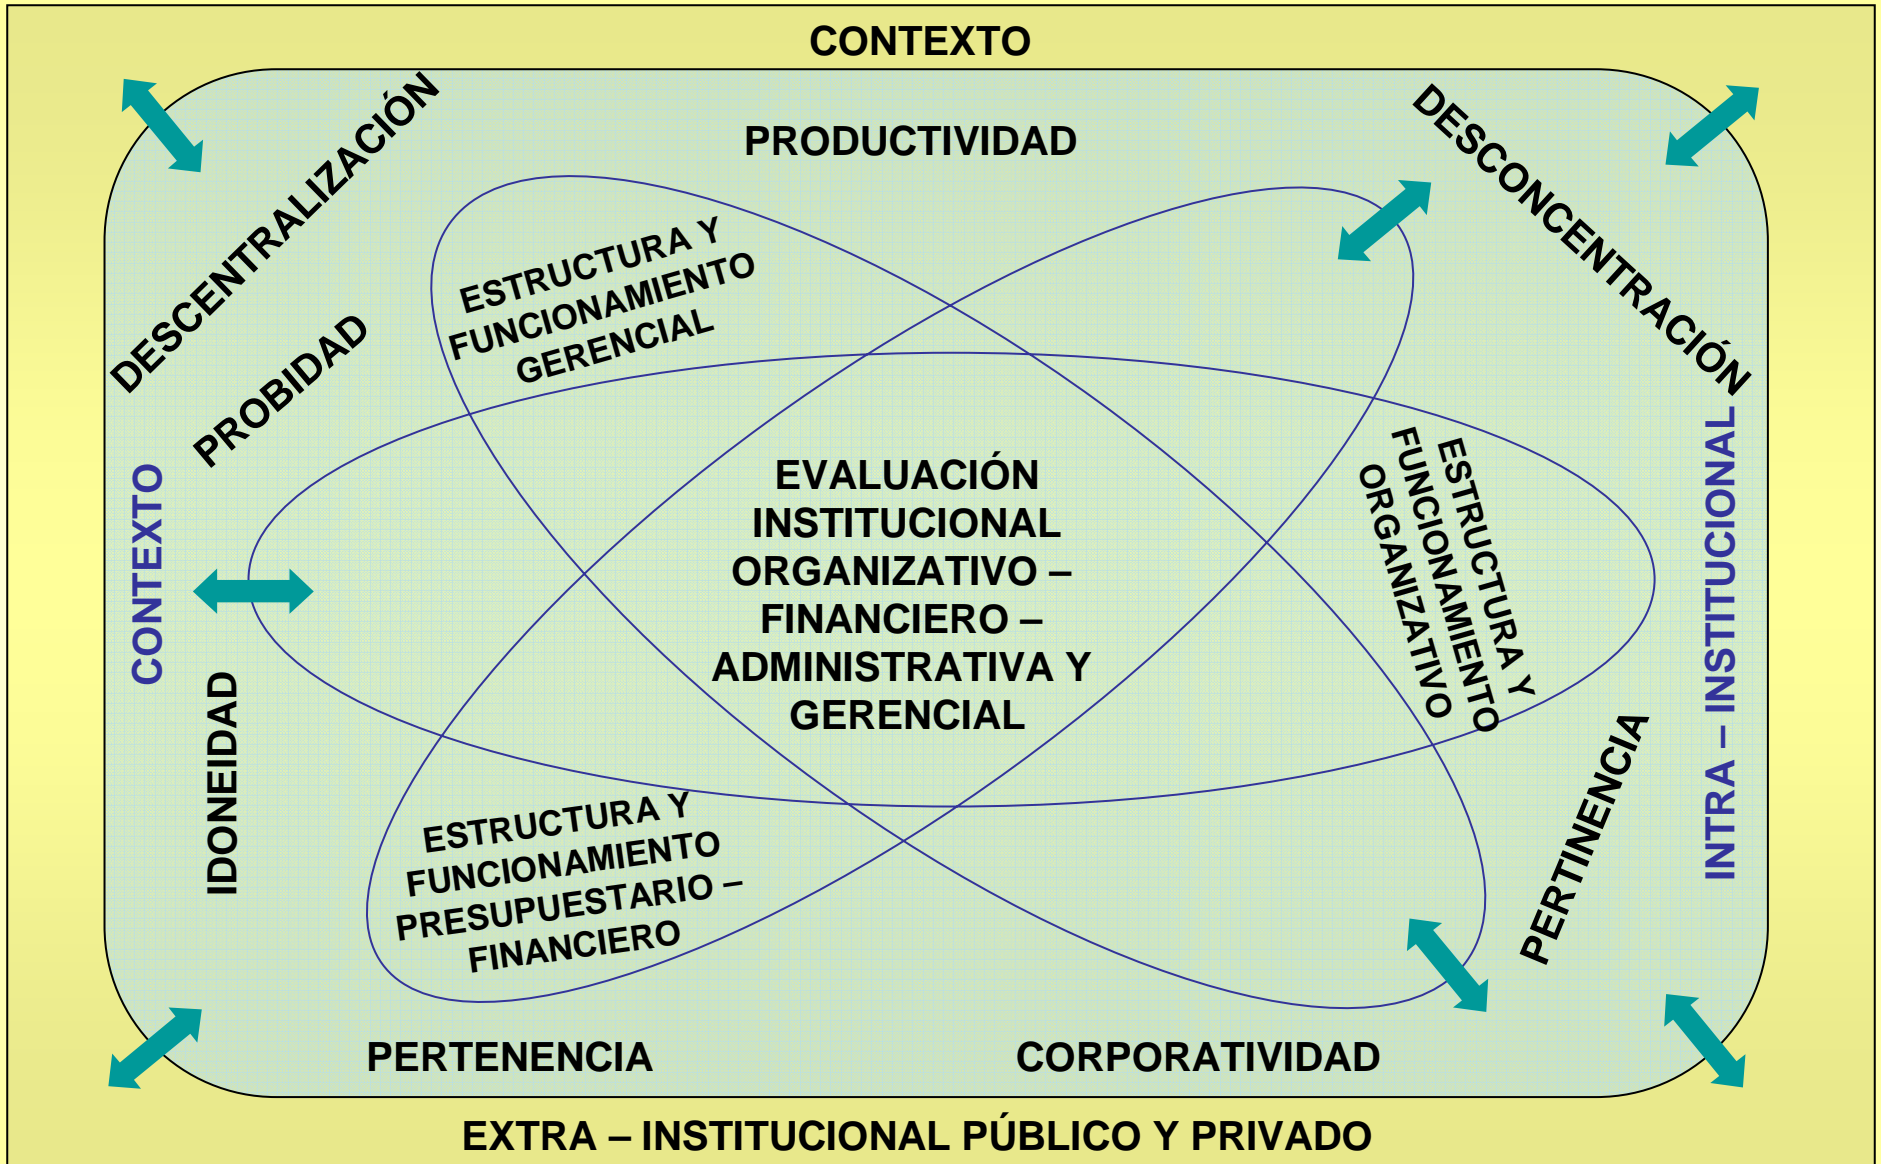 CONTEXTO
DESCENTRALIZACIÓN
PRODUCTIVIDAD
DESCONCENTRACIÓN
PROBIDAD
ESTRUCTURA Y
FUNCIONAMIENTO
GERENCIAL
CONTEXTO
EVALUACIÓN
INSTITUCIONAL
ORGANIZATIVO –
FINANCIERO –
ADMINISTRATIVA Y
GERENCIAL
ESTRUCTURA Y
FUNCIONAMIENTO
ORGANIZATIVO
INTRA – INSTITUCIONAL
IDONEIDAD
ESTRUCTURA Y
FUNCIONAMIENTO
PRESUPUESTARIO –
FINANCIERO
PERTINENCIA
PERTENENCIA
CORPORATIVIDAD
EXTRA – INSTITUCIONAL PÚBLICO Y PRIVADO